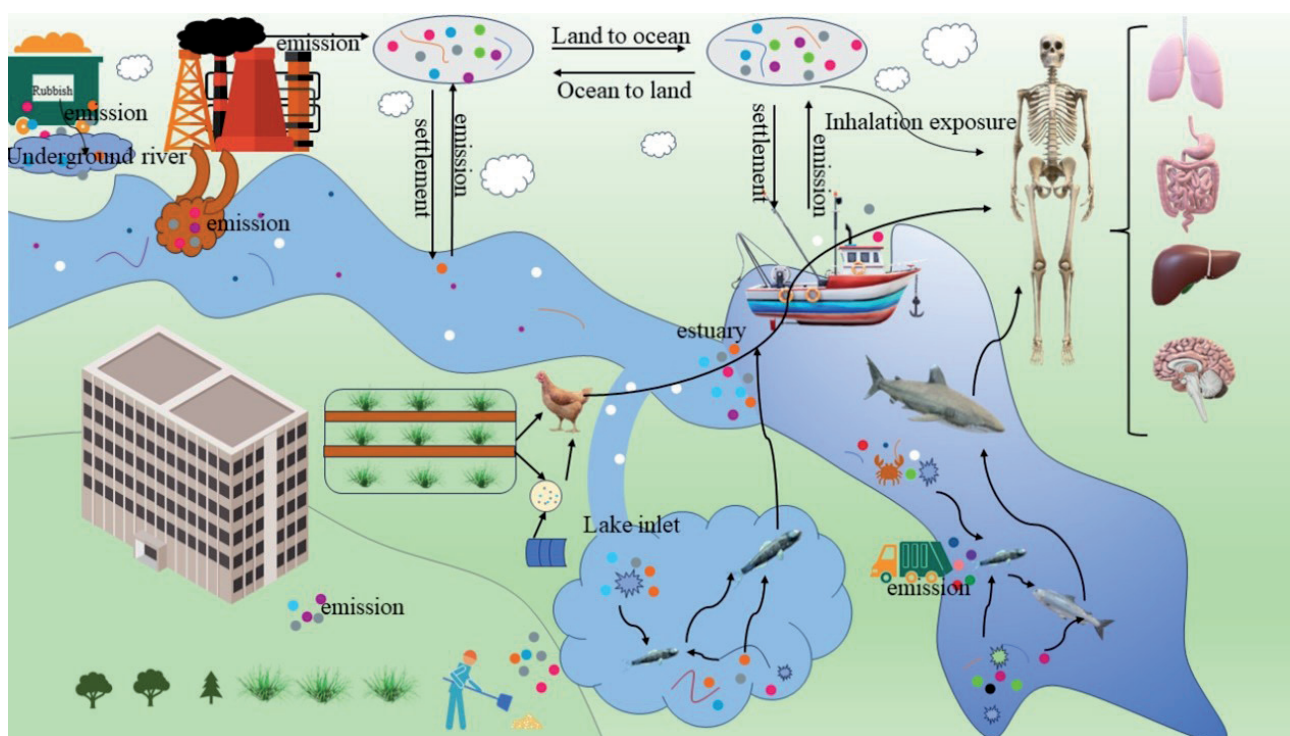 emission
Land to ocean
Ocean to land
Rubbish
emission
Underground river
settlement
emission
Inhalation exposure
settlement
emission
emission
estuary
Lake inlet
emission
emission